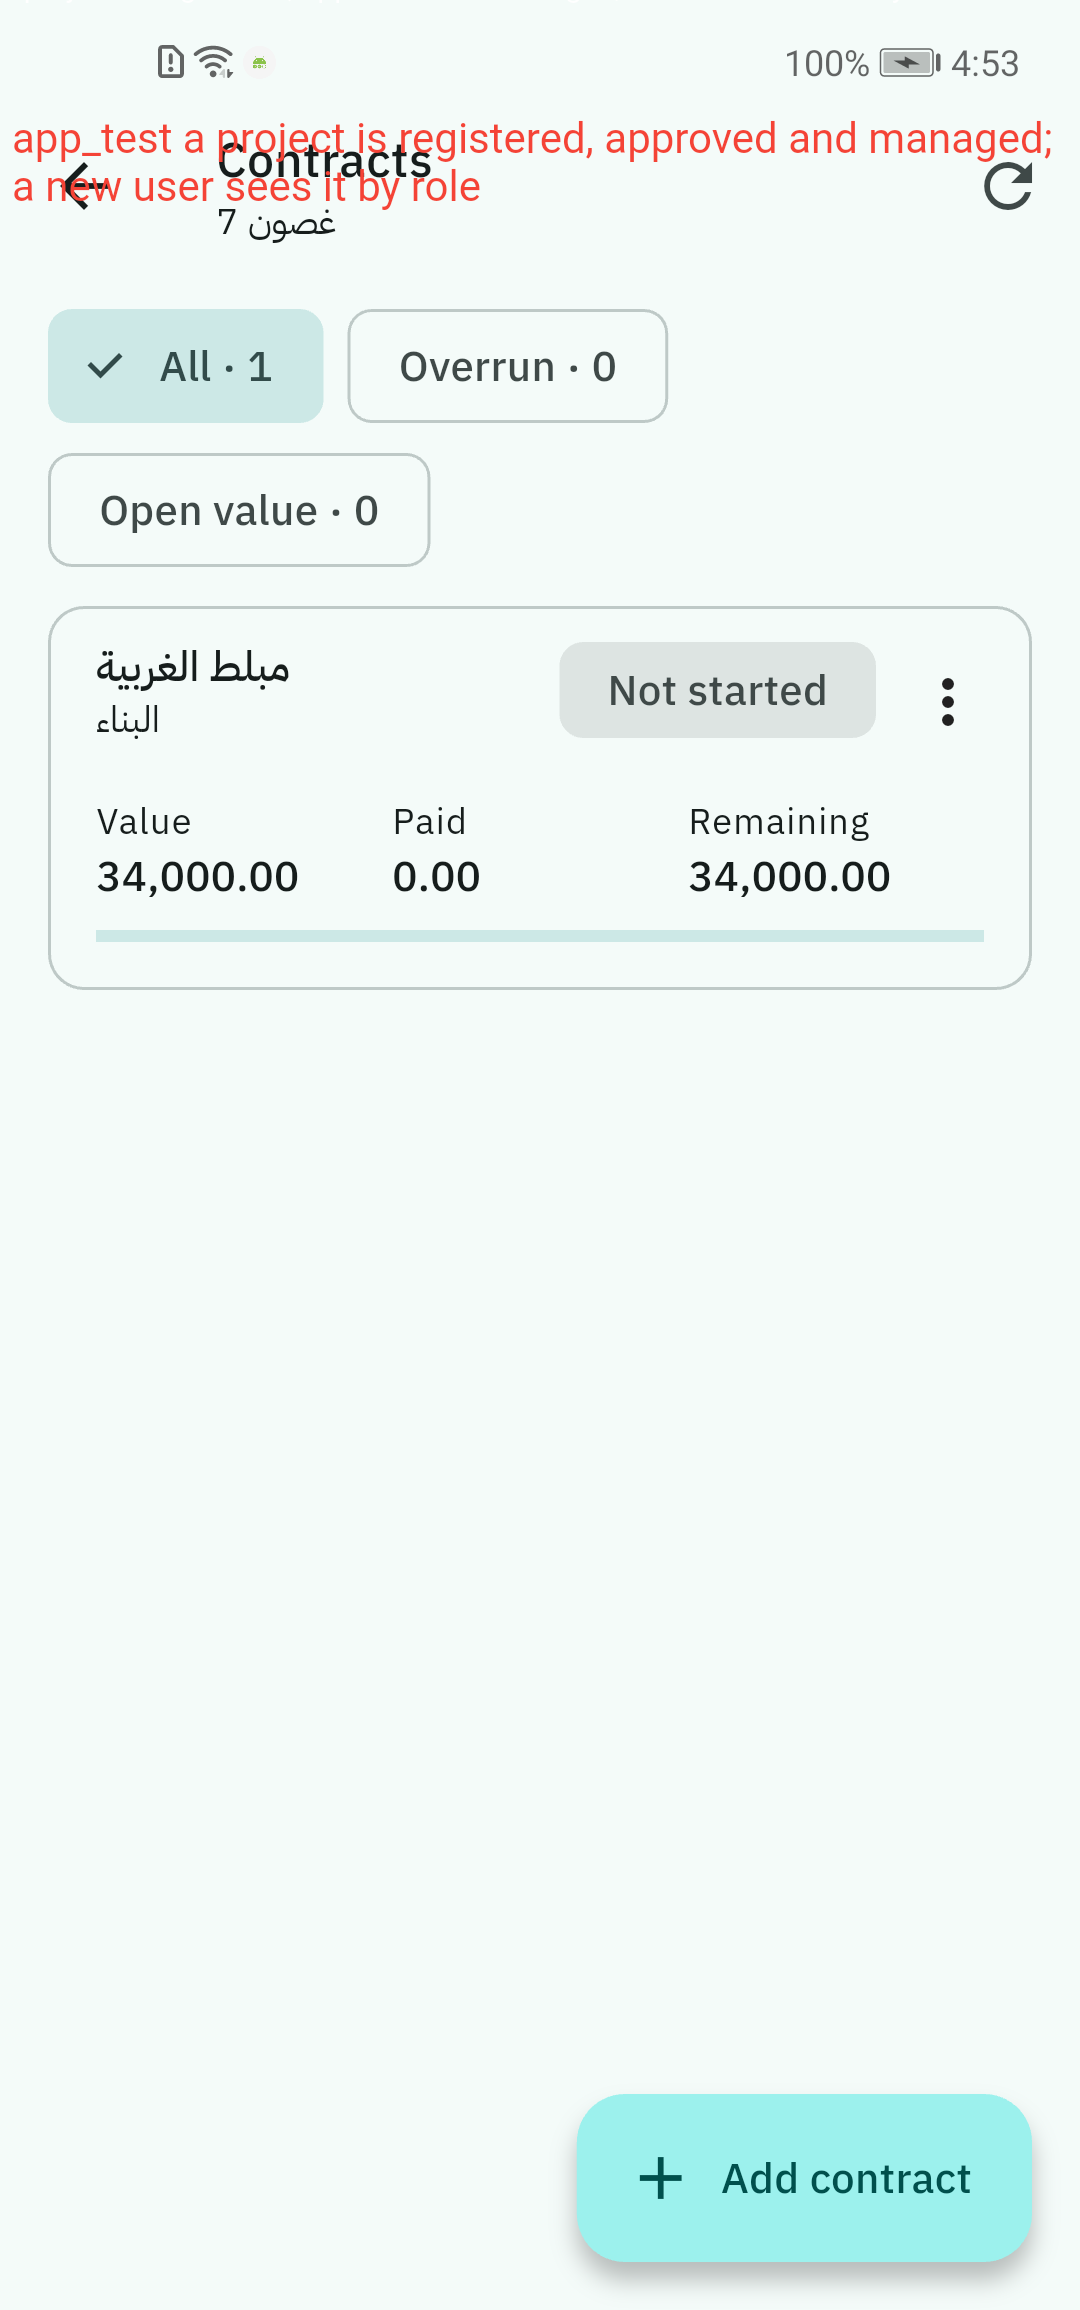 100% 4:53
app_test a project is registered, approved and managed;
a new user sees it by role
Contracts
غصون 7
All · 1
Overrun · 0
Open value · 0
مبلط الغربية
Not started
البناء
Value Paid Remaining
34,000.00 0.00 34,000.00
Add contract